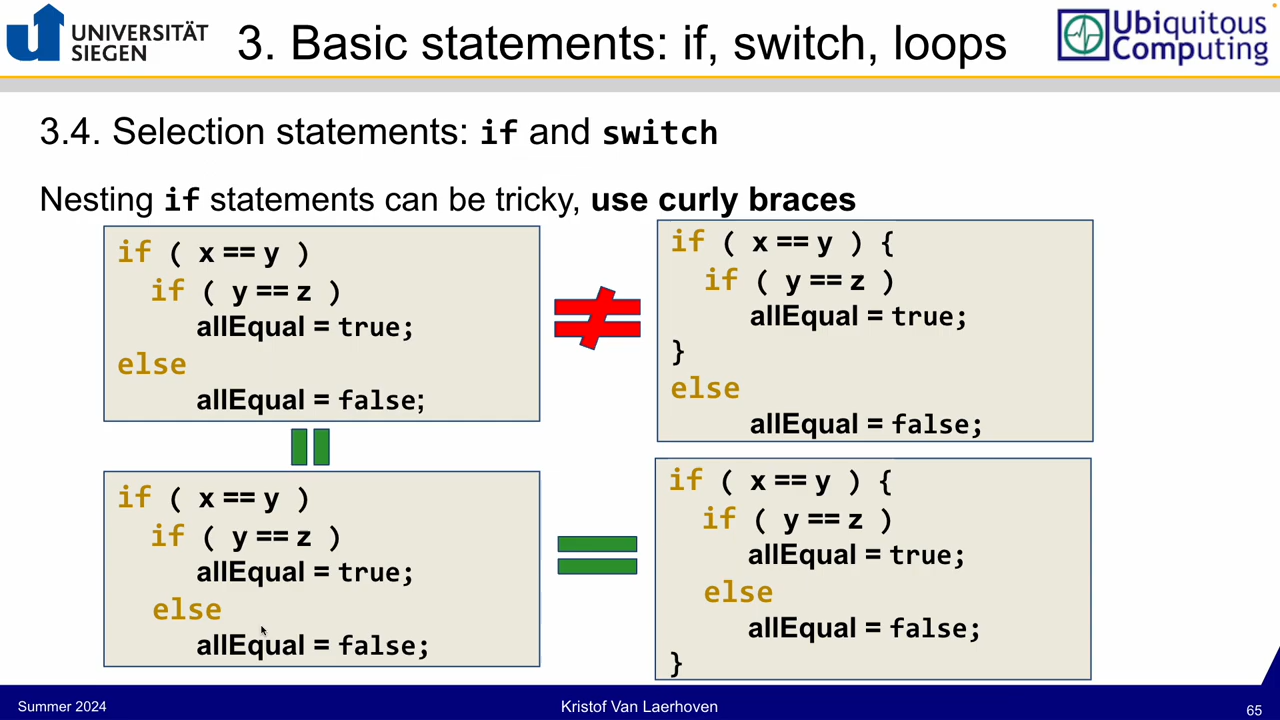 UNIVERSITÄT
SIEGEN
3. Basic statements: if, switch, loops
Ubiquitous
Computing
3.4. Selection statements: if and switch
Nesting if statements can be tricky, use curly braces
if ( x == y )
if ( y == z )
allEqual = true;
else
allEqual = false;
if ( x == y ) {
if ( y == z )
allEqual = true;
}
else
allEqual = false;
if ( x == y )
if ( y == z )
allEqual = true;
else
allEqual = false;
if ( x == y ) {
if ( y == z )
allEqual = true;
else
allEqual = false;
}
Summer 2024
Kristof Van Laerhoven
65